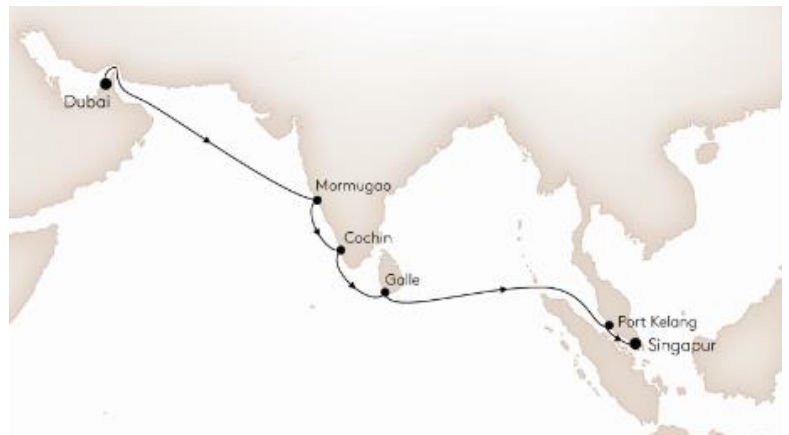 Dubai
Mormugao
Cochin
Galle
Port Kelang
Singapur